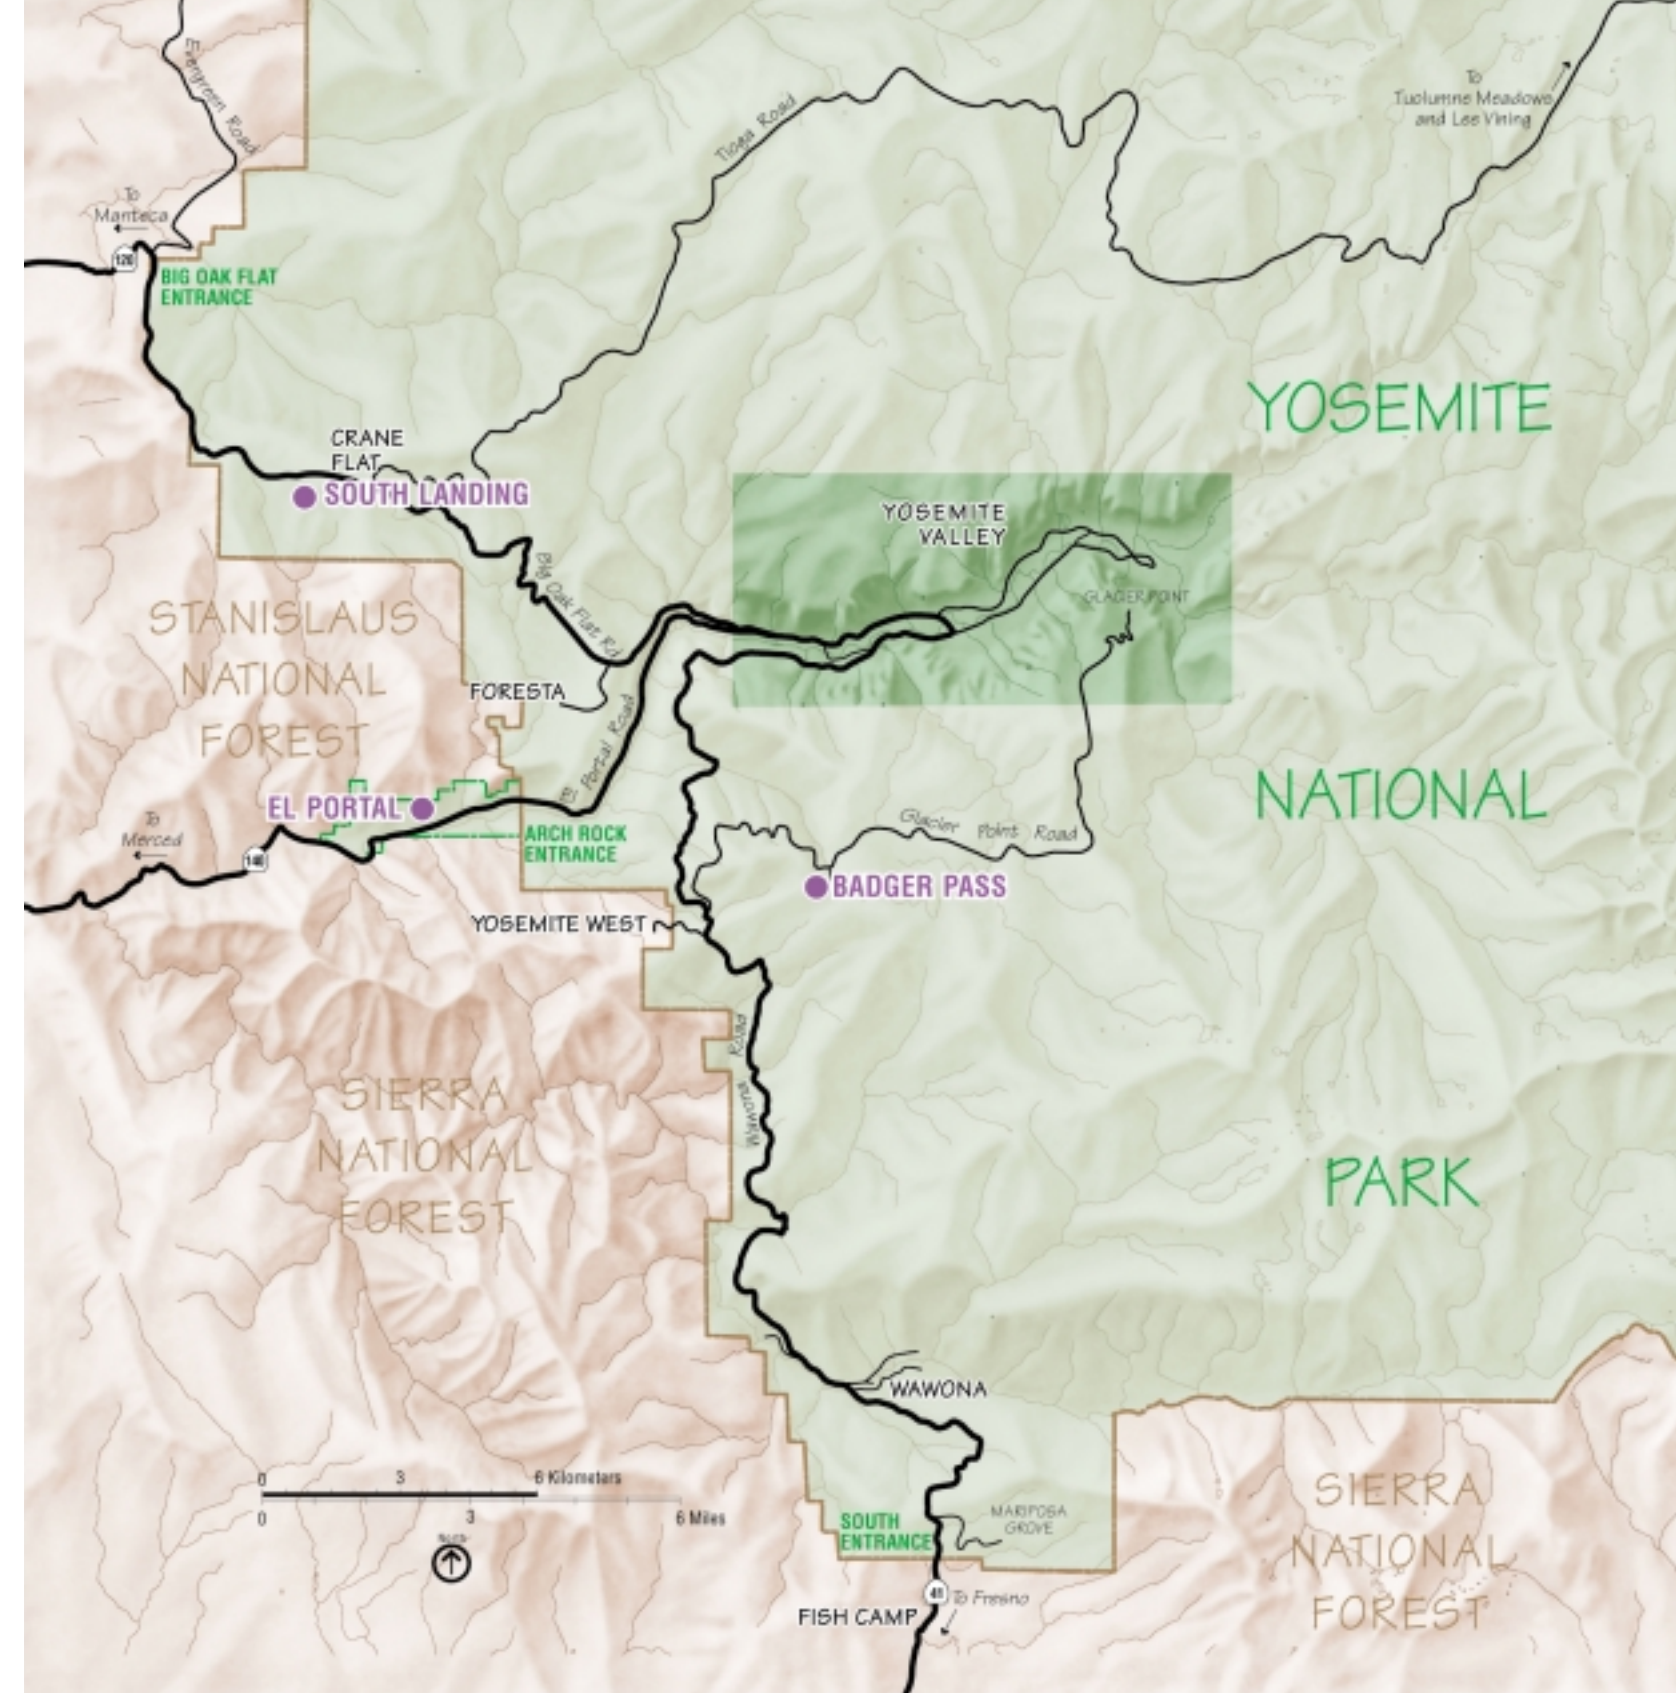 Evergreen Road
Tioga Road
To
Tuolumne Meadows
and Lee Vining
To
Manteca
120
BIG OAK FLAT
ENTRANCE
YOSEMITE
CRANE
FLAT
SOUTH LANDING
YOSEMITE
VALLEY
Big Oak Flat Rd
GLACIER POINT
STANISLAUS
NATIONAL
FOREST
FORESTA
El Portal Road
EL PORTAL
NATIONAL
To
Merced
140
ARCH ROCK
ENTRANCE
Glacier Point Road
BADGER PASS
YOSEMITE WEST
Wawona Road
SIERRA
NATIONAL
FOREST
PARK
WAWONA
0 3 6 Kilometers
0 3 6 Miles
North
SOUTH
ENTRANCE
MARIPOSA
GROVE
SIERRA
NATIONAL
FOREST
41
To Fresno
FISH CAMP